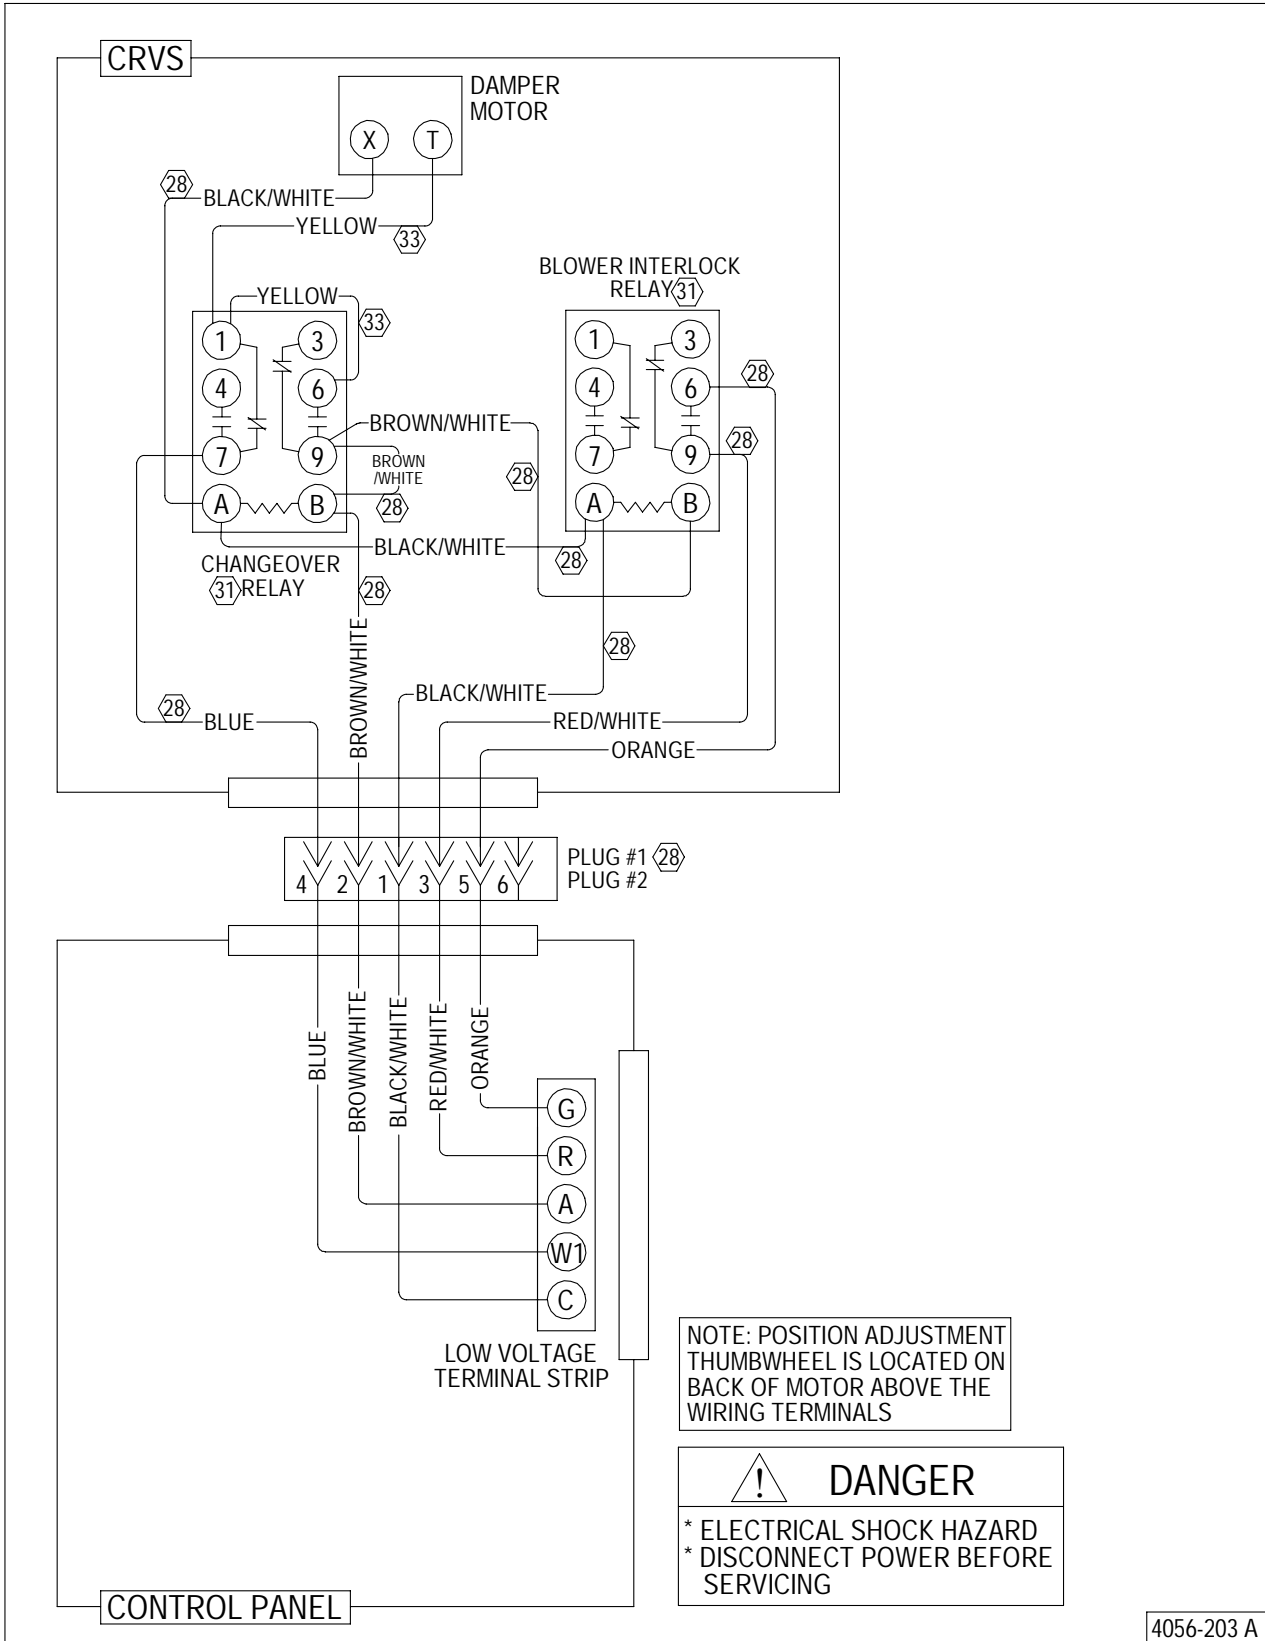 CRVS
DAMPER
MOTOR
X T
28
BLACK/WHITE
YELLOW
33
BLOWER INTERLOCK
RELAY 31
YELLOW
33
1 3
4 6
7 9
A B
1 3
4 6
7 9
A B
28
BROWN/WHITE
28
BROWN
/WHITE
28
28
BLACK/WHITE
28
CHANGEOVER
31 RELAY
28
BROWN/WHITE
28
BLACK/WHITE
28
BLUE
RED/WHITE
ORANGE
PLUG #1 28
PLUG #2
4 2 1 3 5 6
BLUE
BROWN/WHITE
BLACK/WHITE
RED/WHITE
ORANGE
G
R
A
W1
C
LOW VOLTAGE
TERMINAL STRIP
NOTE: POSITION ADJUSTMENT
THUMBWHEEL IS LOCATED ON
BACK OF MOTOR ABOVE THE
WIRING TERMINALS
! DANGER
* ELECTRICAL SHOCK HAZARD
* DISCONNECT POWER BEFORE
SERVICING
CONTROL PANEL
4056-203 A